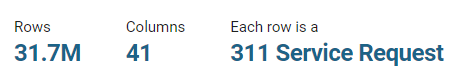 Rows Columns Each row is a
31.7M 41 311 Service Request